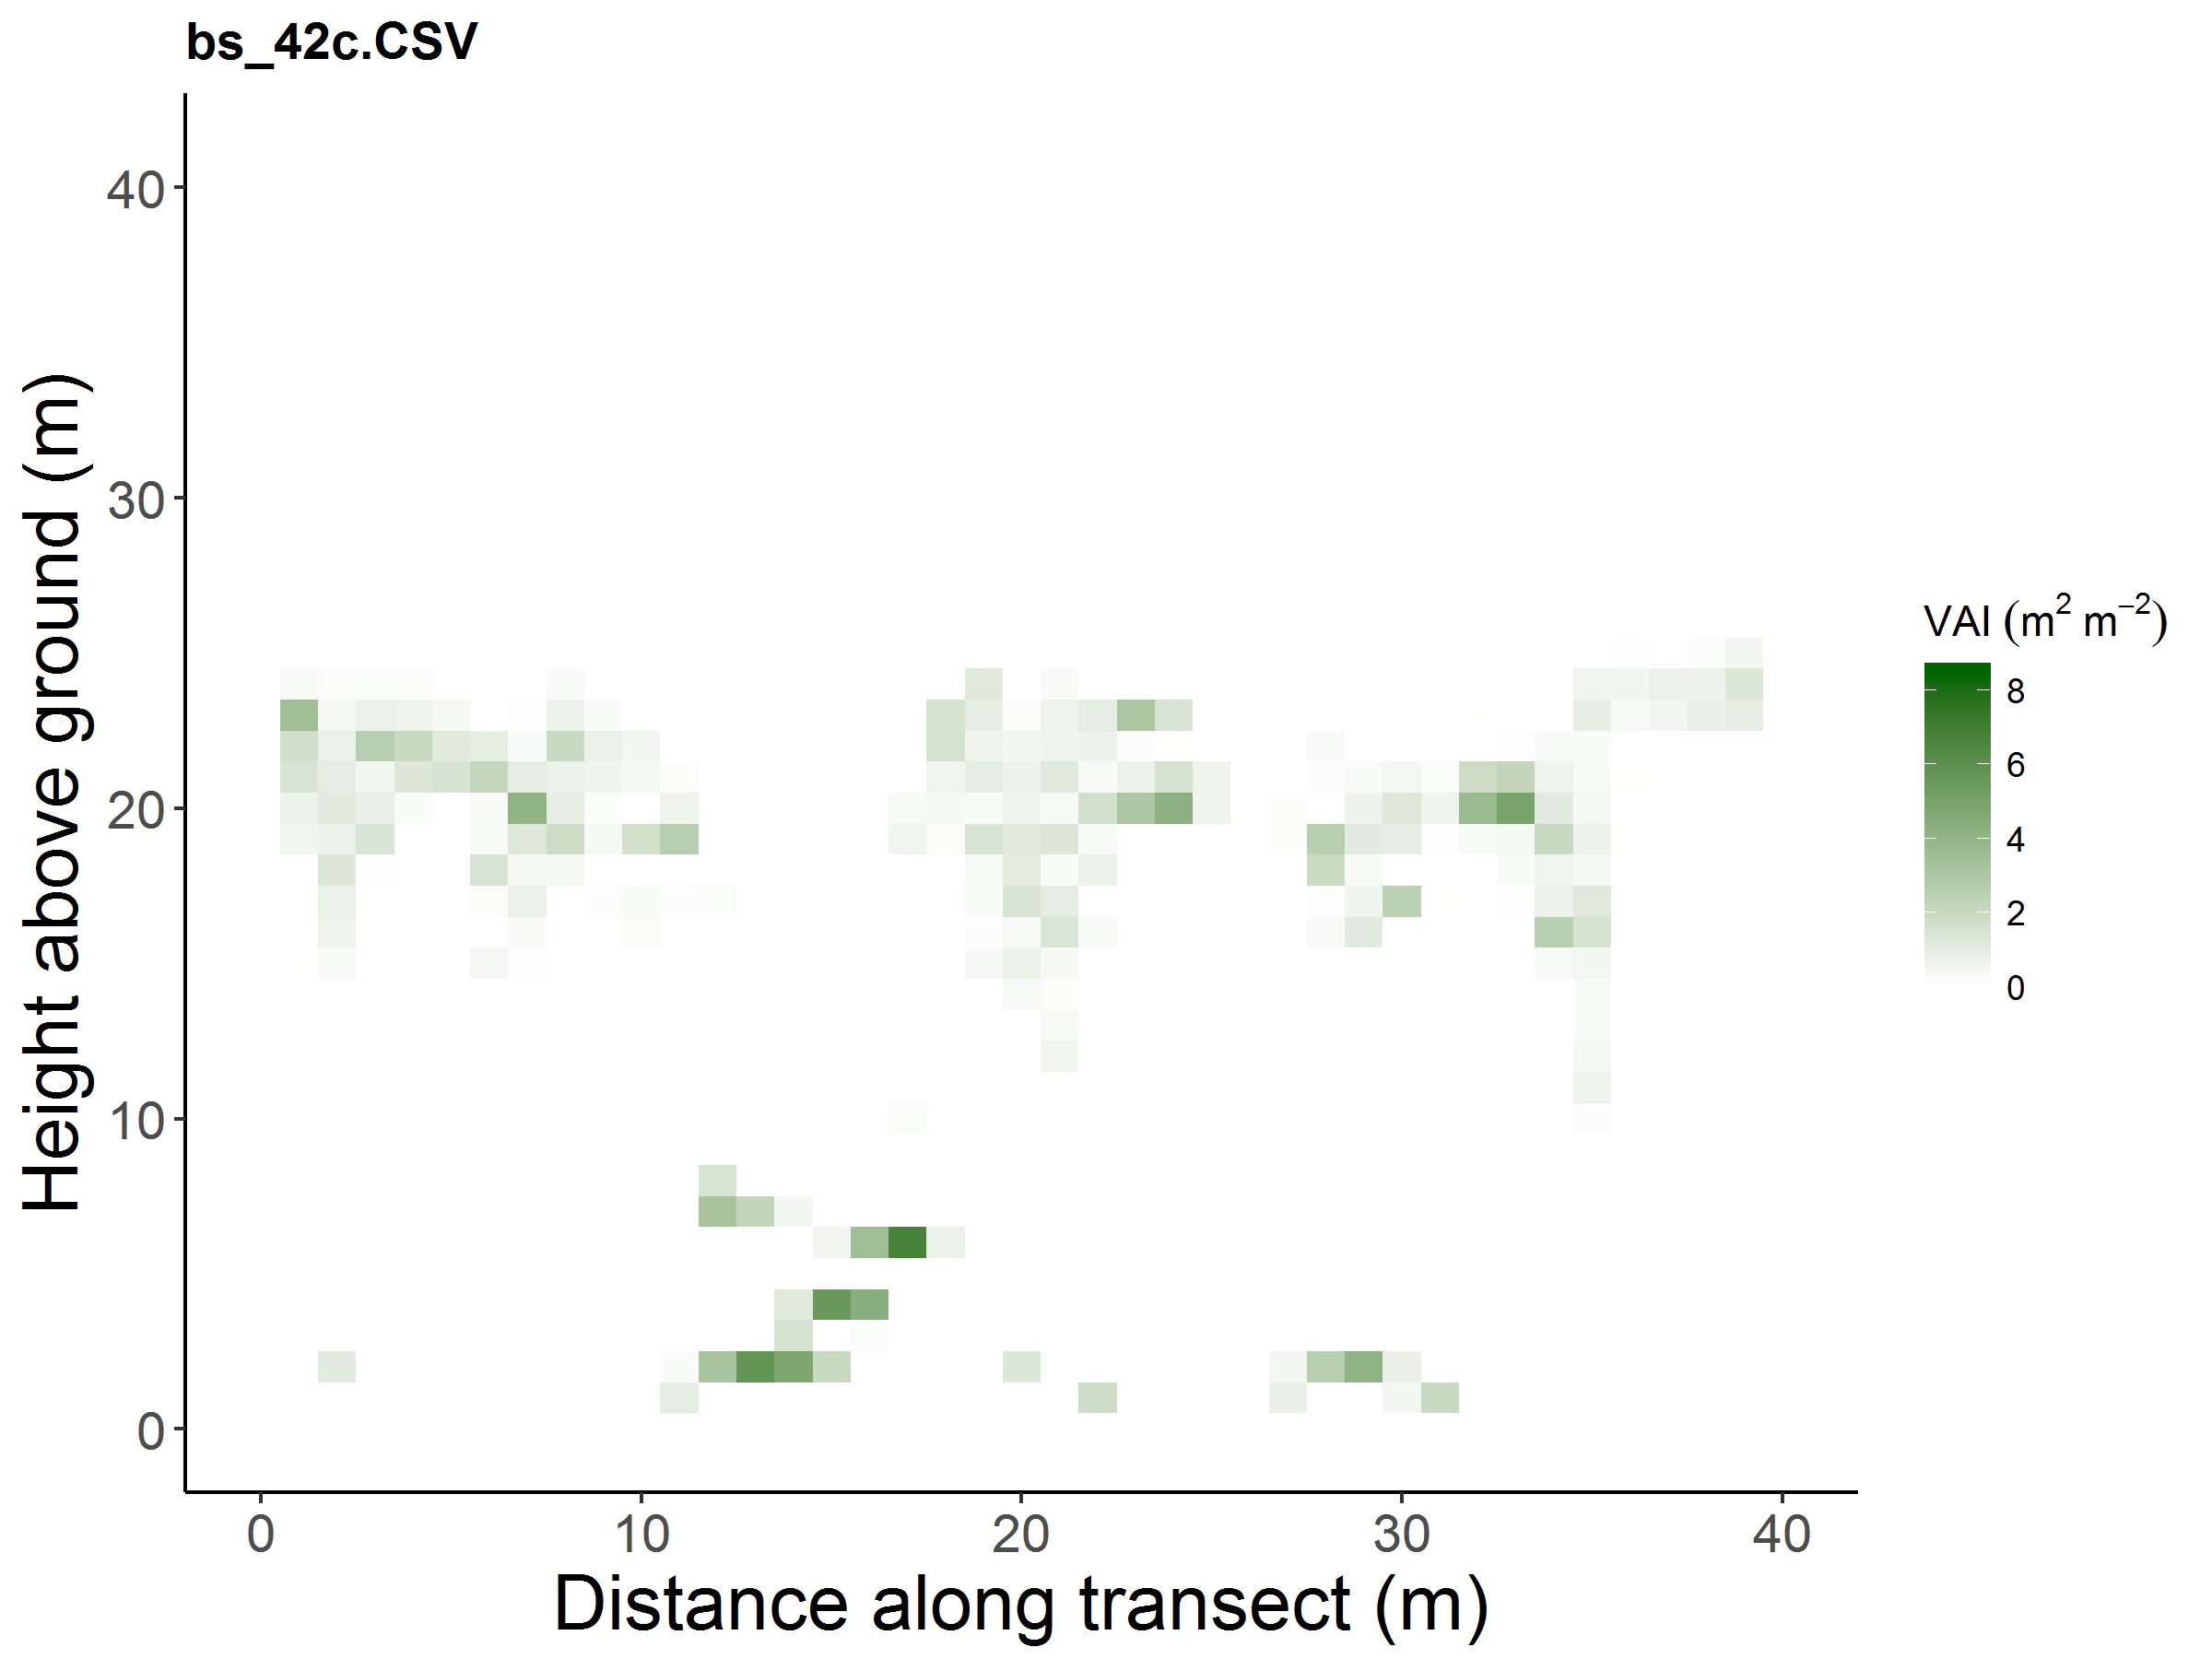 bs_42c.CSV
Height above ground (m)
40
30
20
10
0
0 10 20 30 40
Distance along transect (m)
VAI (m² m⁻²)
8
6
4
2
0